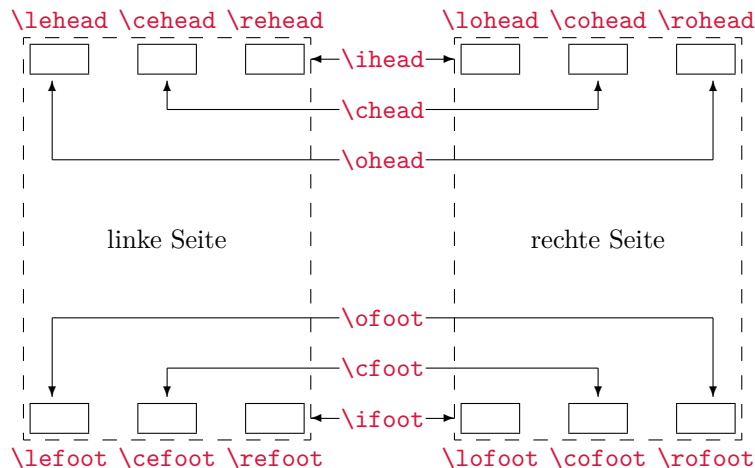 \lehead \cehead \rehead \lohead \cohead \rohead
\ihead
\chead
\ohead
linke Seite rechte Seite
\ofoot
\cfoot
\ifoot
\lefoot \cefoot \refoot \lofoot \cofoot \rofoot